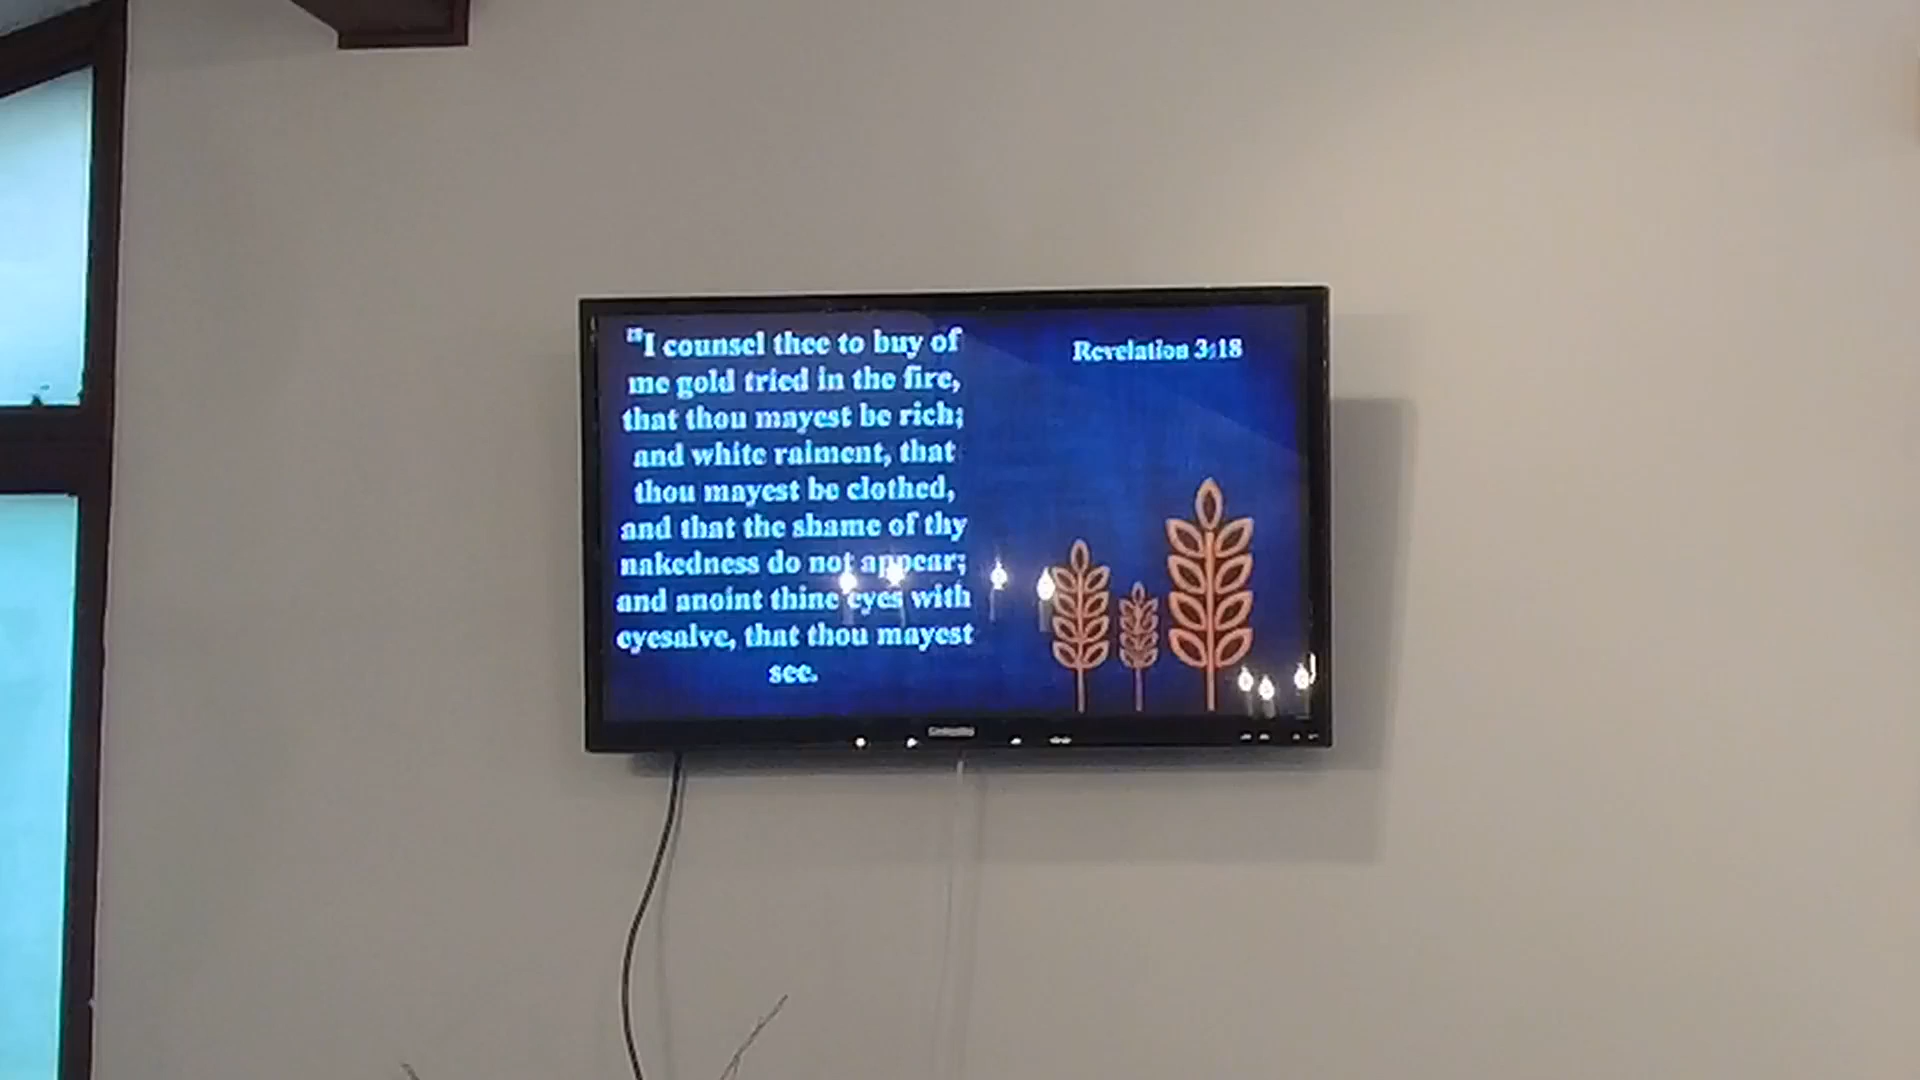 18I counsel thee to buy of
me gold tried in the fire,
that thou mayest be rich;
and white raiment, that
thou mayest be clothed,
and that the shame of thy
nakedness do not appear;
and anoint thine eyes with
eyesalve, that thou mayest
see.
Revelation 3:18